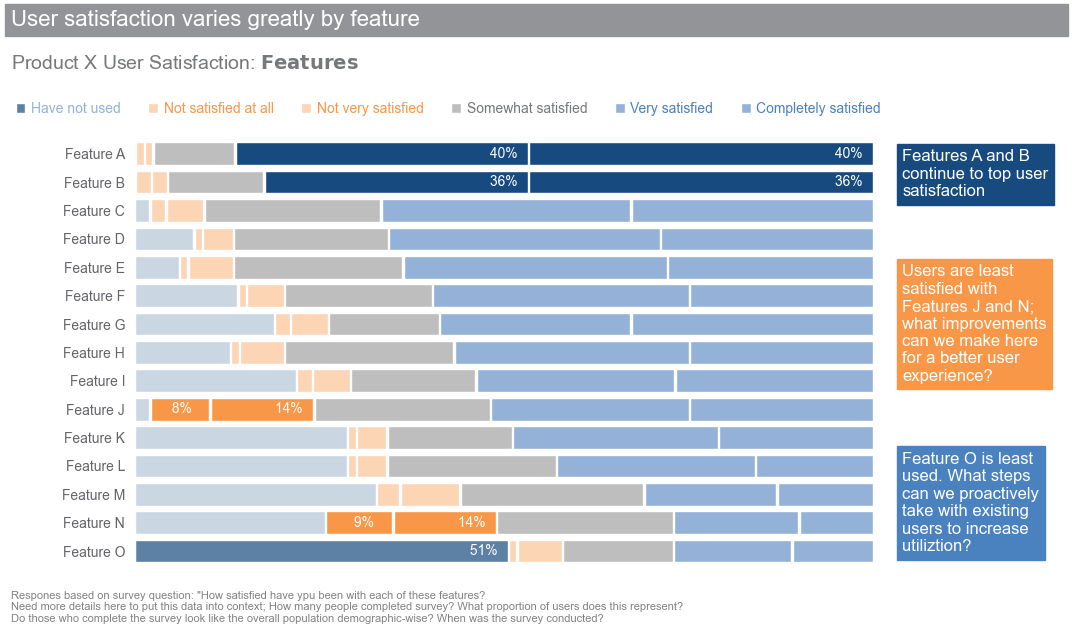 User satisfaction varies greatly by feature
Product X User Satisfaction: Features
Have not used Not satisfied at all Not very satisfied Somewhat satisfied Very satisfied Completely satisfied
Feature A 40% 40%
Feature B 36% 36%
Feature C
Feature D
Feature E
Feature F
Feature G
Feature H
Feature I
Feature J 8% 14%
Feature K
Feature L
Feature M
Feature N 9% 14%
Feature O 51%
Features A and B
continue to top user
satisfaction
Users are least
satisfied with
Features J and N;
what improvements
can we make here
for a better user
experience?
Feature O is least
used. What steps
can we proactively
take with existing
users to increase
utiliztion?
Respones based on survey question: "How satisfied have ypu been with each of these features?
Need more details here to put this data into context; How many people completed survey? What proportion of users does this represent?
Do those who complete the survey look like the overall population demographic-wise? When was the survey conducted?